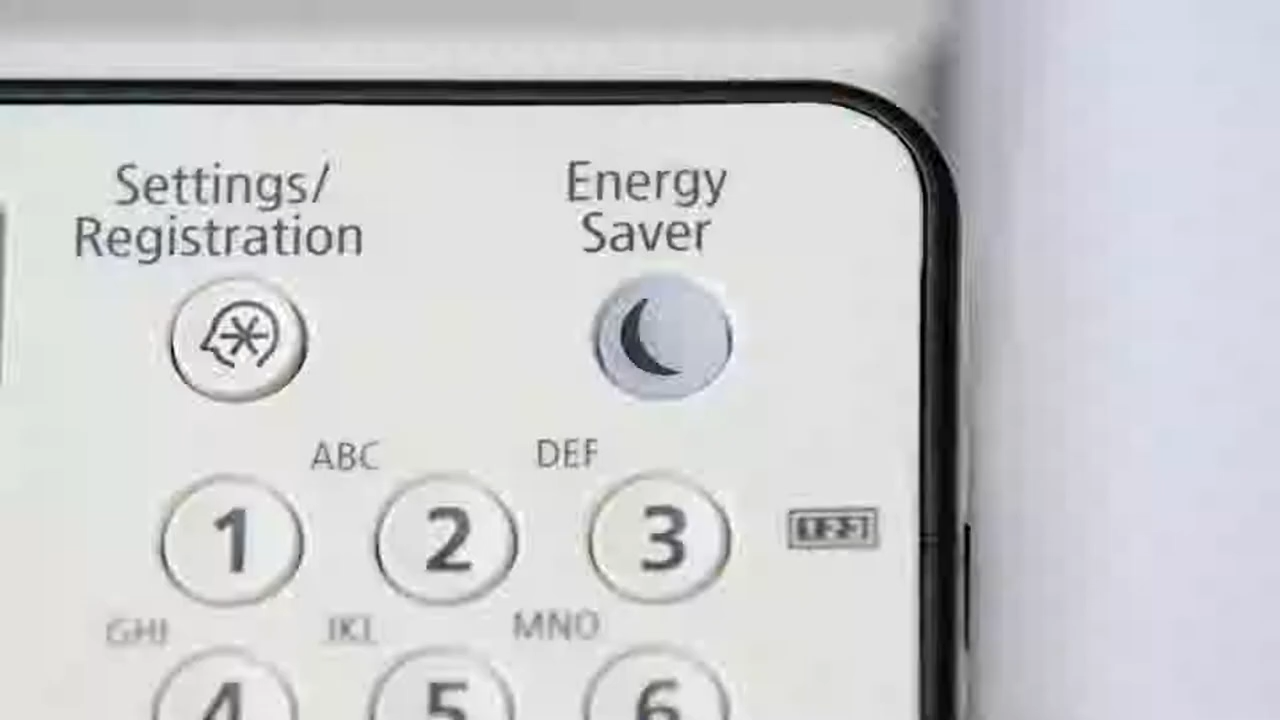 Settings/
Registration
Energy
Saver
ABC
DEF
1
2
3
GHI
JKL
MNO
4
5
6